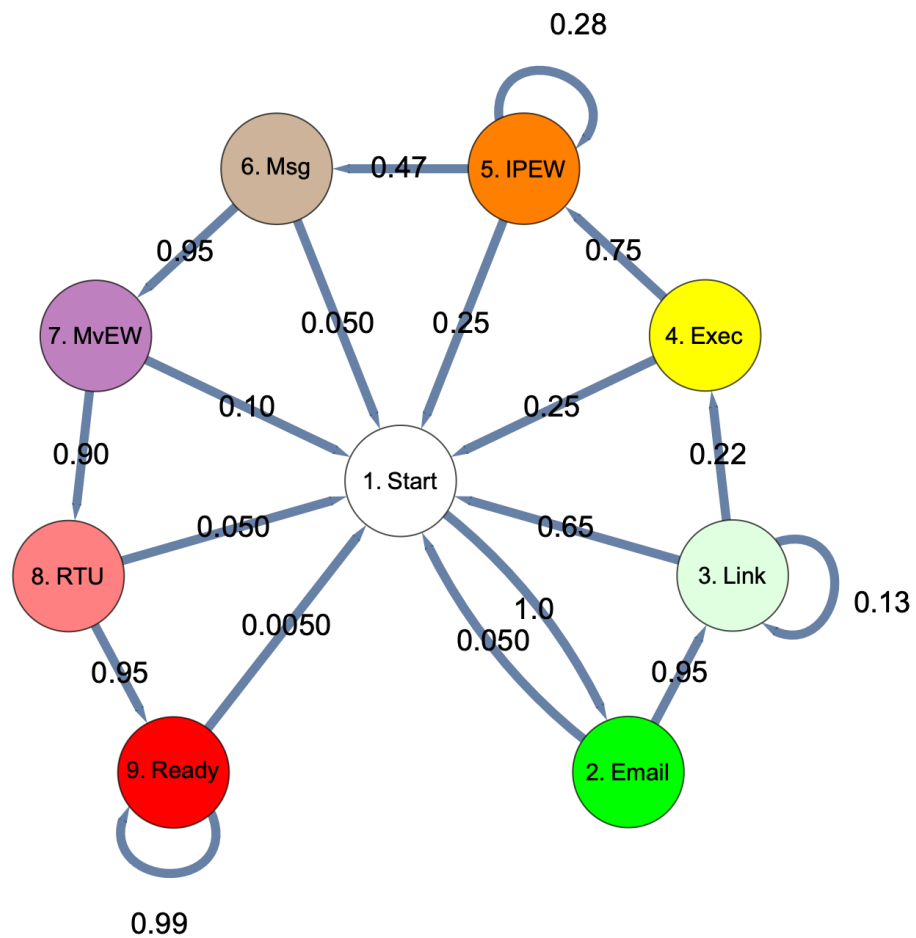 0.28
6. Msg
0.47
5. IPEW
0.95
0.75
7. MvEW
0.050
0.25
4. Exec
0.10
0.25
0.90
0.22
1. Start
0.050
0.65
8. RTU
3. Link
0.13
0.0050
1.0
0.050
0.95
0.95
9. Ready
2. Email
0.99